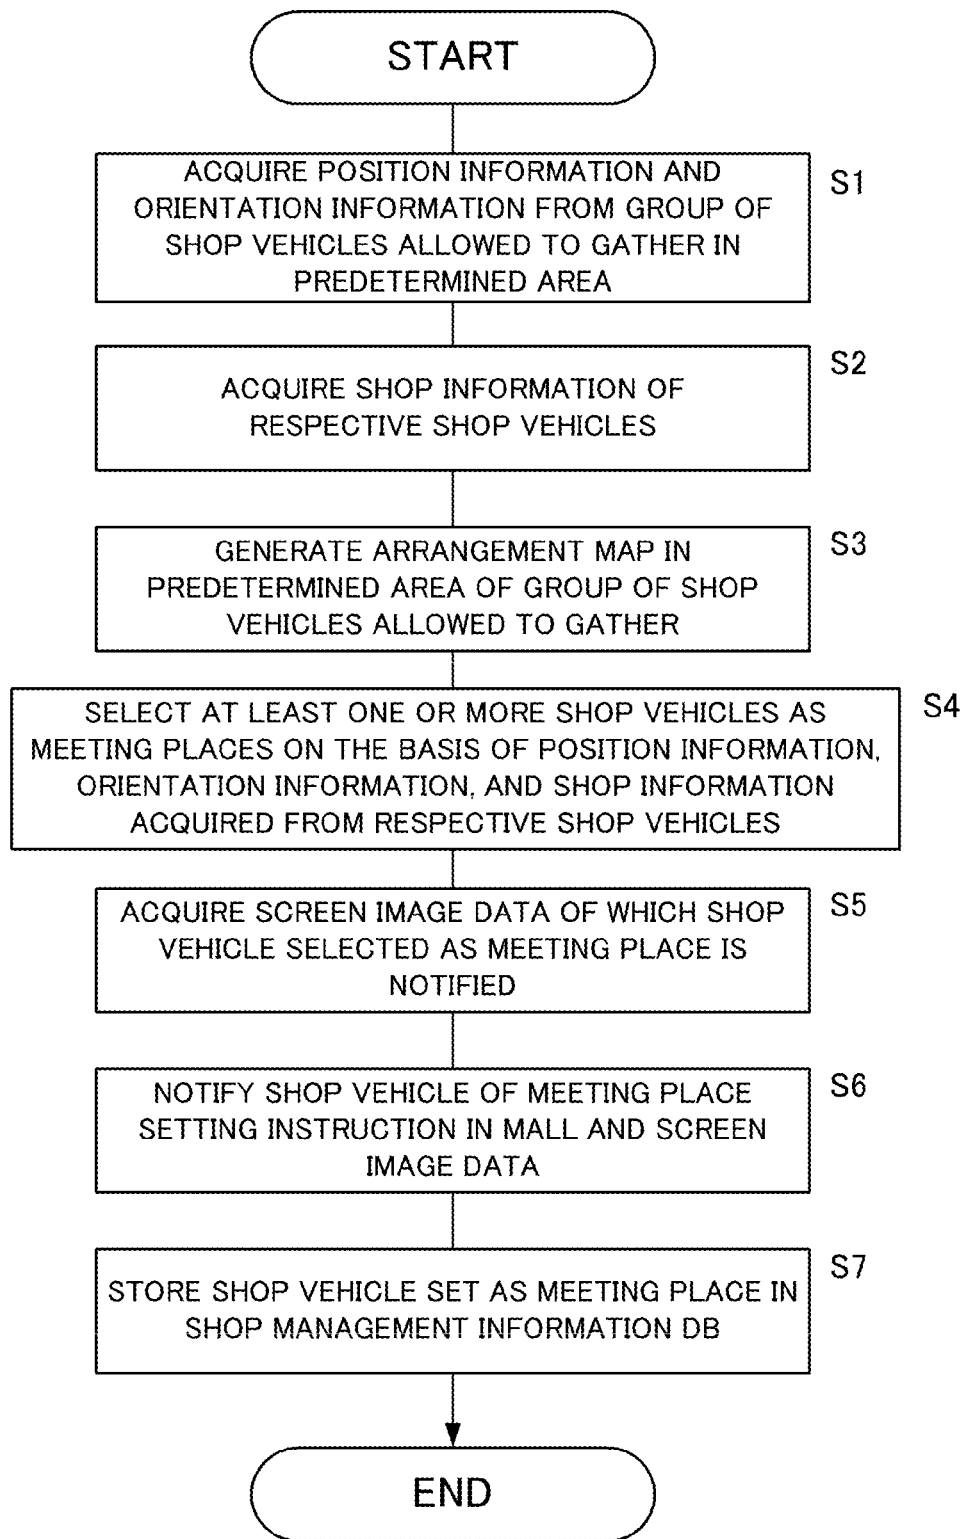 START
ACQUIRE POSITION INFORMATION AND
ORIENTATION INFORMATION FROM GROUP OF
SHOP VEHICLES ALLOWED TO GATHER IN
PREDETERMINED AREA
S1
ACQUIRE SHOP INFORMATION OF
RESPECTIVE SHOP VEHICLES
S2
GENERATE ARRANGEMENT MAP IN
PREDETERMINED AREA OF GROUP OF SHOP
VEHICLES ALLOWED TO GATHER
S3
SELECT AT LEAST ONE OR MORE SHOP VEHICLES AS
MEETING PLACES ON THE BASIS OF POSITION INFORMATION,
ORIENTATION INFORMATION, AND SHOP INFORMATION
ACQUIRED FROM RESPECTIVE SHOP VEHICLES
S4
ACQUIRE SCREEN IMAGE DATA OF WHICH SHOP
VEHICLE SELECTED AS MEETING PLACE IS
NOTIFIED
S5
NOTIFY SHOP VEHICLE OF MEETING PLACE
SETTING INSTRUCTION IN MALL AND SCREEN
IMAGE DATA
S6
STORE SHOP VEHICLE SET AS MEETING PLACE IN
SHOP MANAGEMENT INFORMATION DB
S7
END